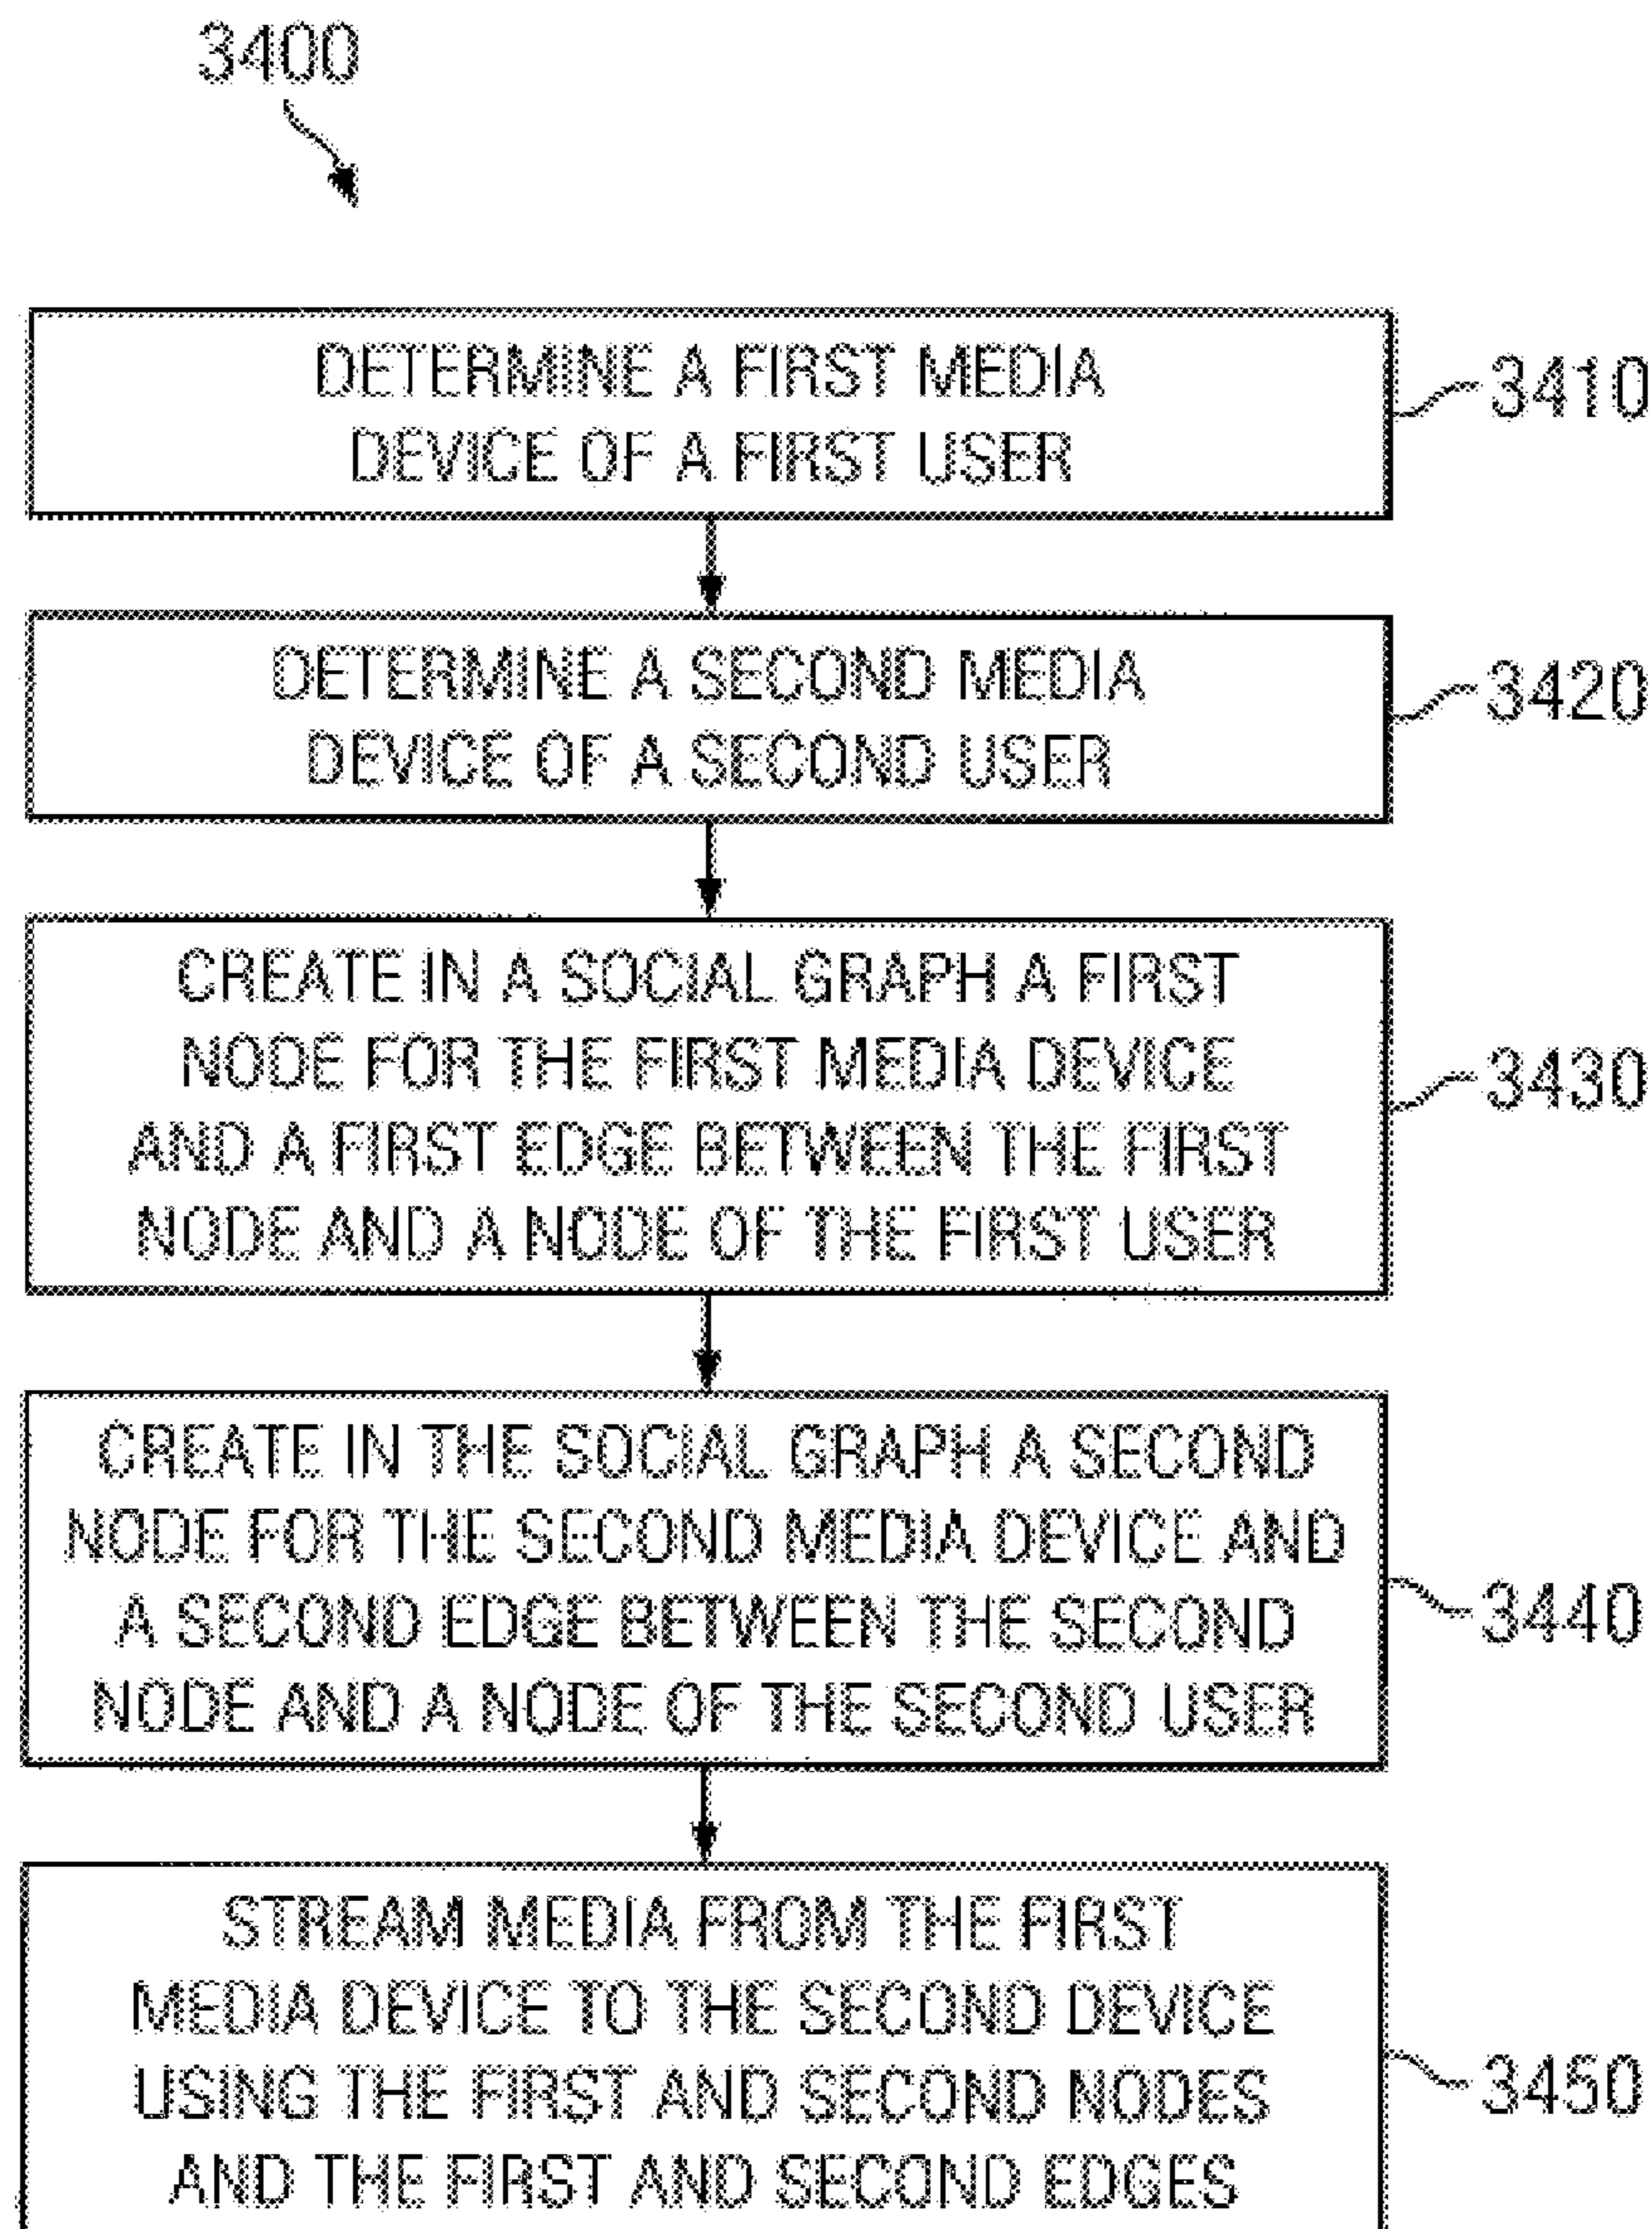 3400
DETERMINE A FIRST MEDIA
DEVICE OF A FIRST USER
3410
DETERMINE A SECOND MEDIA
DEVICE OF A SECOND USER
3420
CREATE IN A SOCIAL GRAPH A FIRST
NODE FOR THE FIRST MEDIA DEVICE
AND A FIRST EDGE BETWEEN THE FIRST
NODE AND A NODE OF THE FIRST USER
3430
CREATE IN THE SOCIAL GRAPH A SECOND
NODE FOR THE SECOND MEDIA DEVICE AND
A SECOND EDGE BETWEEN THE SECOND
NODE AND A NODE OF THE SECOND USER
3440
STREAM MEDIA FROM THE FIRST
MEDIA DEVICE TO THE SECOND DEVICE
USING THE FIRST AND SECOND NODES
AND THE FIRST AND SECOND EDGES
3450